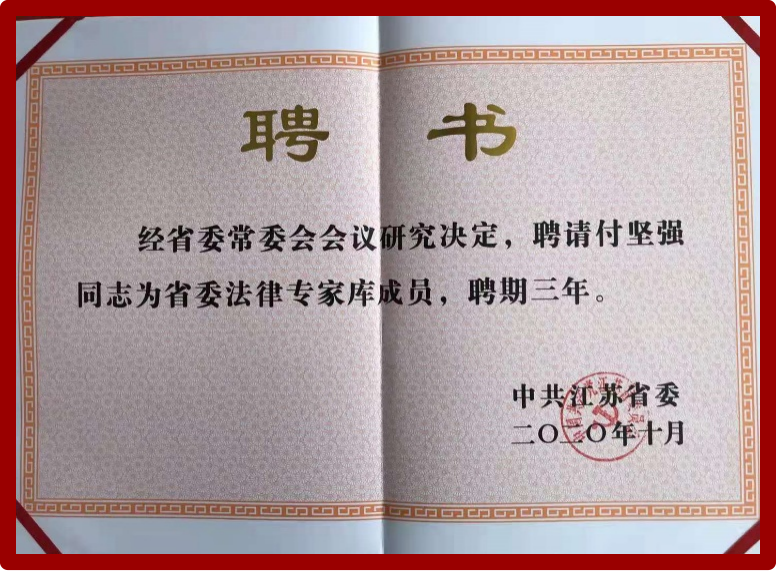 聘书
经省委常委会会议研究决定，聘请付坚强
同志为省委法律专家库成员，聘期三年。
中共江苏省委
二〇二〇年十月